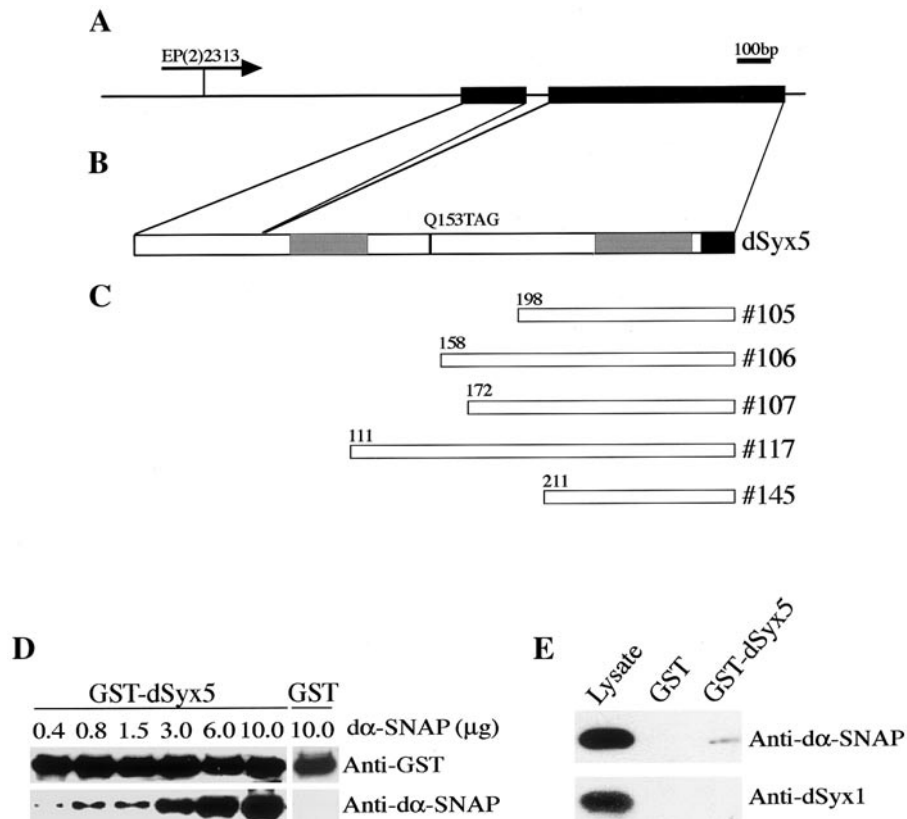 A
EP(2)2313
100bp
B
Q153TAG
dSyx5
C
198
#105
158
#106
172
#107
111
#117
211
#145
D
GST-dSyx5 GST
0.4 0.8 1.5 3.0 6.0 10.0 10.0 dα-SNAP (μg)
Anti-GST
Anti-dα-SNAP
E
Lysate GST GST-dSyx5
Anti-dα-SNAP
Anti-dSyx1